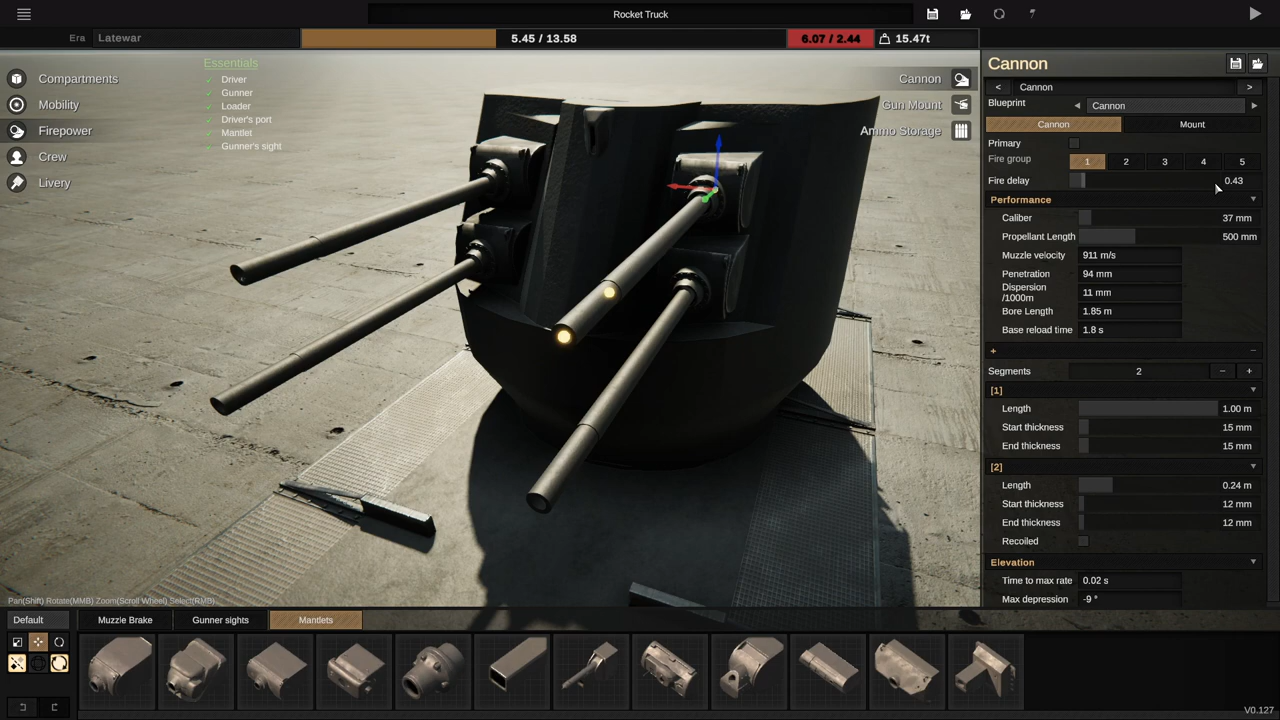 Rocket Truck
Era Latewar 5.45 / 13.58 6.07 / 2.44 15.47t
Compartments
Mobility
Firepower
Crew
Livery
Essentials
✓ Driver
✓ Gunner
✓ Loader
✓ Driver's port
✓ Mantlet
✓ Gunner's sight
Cannon
Gun Mount
Ammo Storage
Cannon
< Cannon >
Blueprint Cannon
Cannon Mount
Primary
Fire group 1 2 3 4 5
Fire delay 0.43
Performance
Caliber 37 mm
Propellant Length 500 mm
Muzzle velocity 911 m/s
Penetration 94 mm
Dispersion /1000m 11 mm
Bore Length 1.85 m
Base reload time 1.8 s
+ −
Segments 2 − +
[1]
Length 1.00 m
Start thickness 15 mm
End thickness 15 mm
[2]
Length 0.24 m
Start thickness 12 mm
End thickness 12 mm
Recoiled
Elevation
Time to max rate 0.02 s
Max depression -9 °
Pan(Shift) Rotate(MMB) Zoom(Scroll Wheel) Select(RMB)
Default Muzzle Brake Gunner sights Mantlets
V0.127